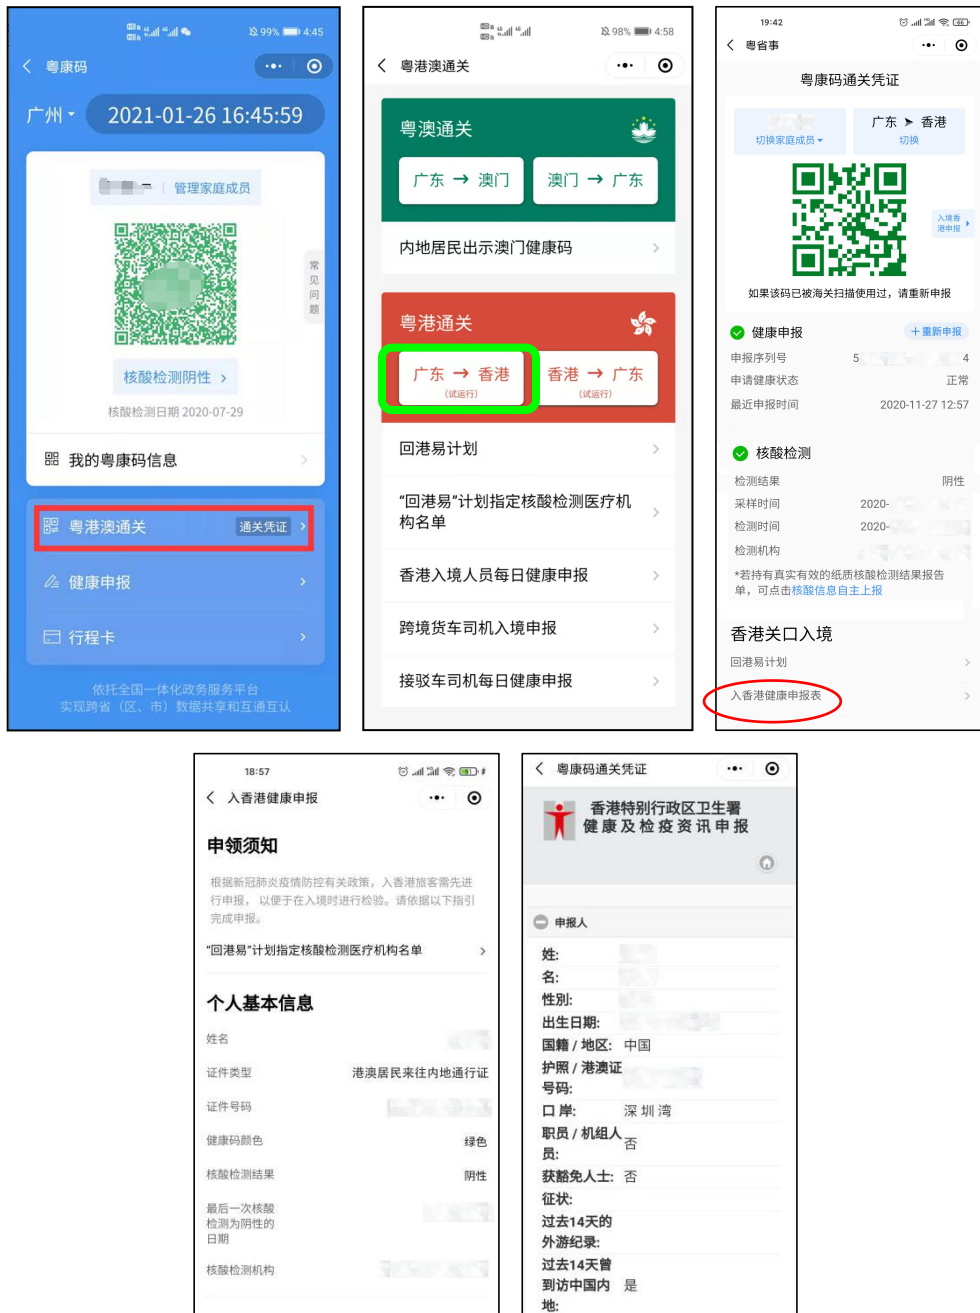 99% 4:45
粤康码
广州
2021-01-26 16:45:59
管理家庭成员
常见问题
核酸检测阴性
核酸检测日期 2020-07-29
我的粤康码信息
粤港澳通关
通关凭证
健康申报
行程卡
依托全国一体化政务服务平台
实现跨省（区、市）数据共享和互通互认
98% 4:58
粤港澳通关
粤澳通关
广东 → 澳门
澳门 → 广东
内地居民出示澳门健康码
粤港通关
广东 → 香港
(试运行)
香港 → 广东
(试运行)
回港易计划
“回港易”计划指定核酸检测医疗机
构名单
香港入境人员每日健康申报
跨境货车司机入境申报
接驳车司机每日健康申报
19:42 66
粤省事
粤康码通关凭证
切换家庭成员
广东 ➤ 香港
切换
入境香
港申报
如果该码已被海关扫描使用过，请重新申报
健康申报
＋重新申报
申报序列号 5 4
申请健康状态 正常
最近申报时间 2020-11-27 12:57
核酸检测
检测结果 阴性
采样时间 2020-
检测时间 2020-
检测机构
*若持有真实有效的纸质核酸检测结果报告
单，可点击核酸信息自主上报
香港关口入境
回港易计划
入香港健康申报表
18:57
入香港健康申报
申领须知
根据新冠肺炎疫情防控有关政策，入香港旅客需先进
行申报，以便于在入境时进行检验。请依据以下指引
完成申报。
“回港易”计划指定核酸检测医疗机构名单
个人基本信息
姓名
证件类型 港澳居民来往内地通行证
证件号码
健康码颜色 绿色
核酸检测结果 阴性
最后一次核酸
检测为阴性的
日期
核酸检测机构
粤康码通关凭证
香港特别行政区卫生署
健康及检疫资讯申报
申报人
姓:
名:
性別:
出生日期:
国籍 / 地区: 中国
护照 / 港澳证
号码:
口岸: 深圳湾
职员 / 机组人
员: 否
获豁免人士: 否
征状:
过去14天的
外游纪录:
过去14天曾
到访中国内
地: 是